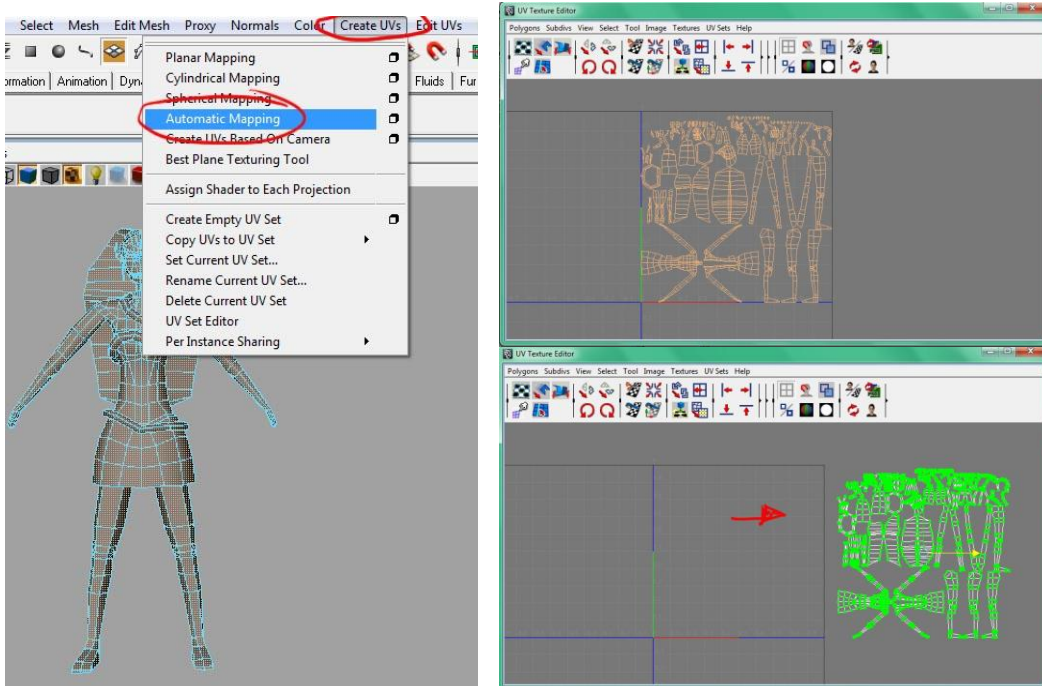 Select Mesh Edit Mesh Proxy Normals Color Create UVs Edit UVs
Animation Fluids Fur
Planar Mapping
Cylindrical Mapping
Spherical Mapping
Automatic Mapping
Create UVs Based On Camera
Best Plane Texturing Tool
Assign Shader to Each Projection
Create Empty UV Set
Copy UVs to UV Set
Set Current UV Set...
Rename Current UV Set...
Delete Current UV Set
UV Set Editor
Per Instance Sharing
UV Texture Editor
Polygons Subdivs View Select Tool Image Textures UV Sets Help
UV Texture Editor
Polygons Subdivs View Select Tool Image Textures UV Sets Help